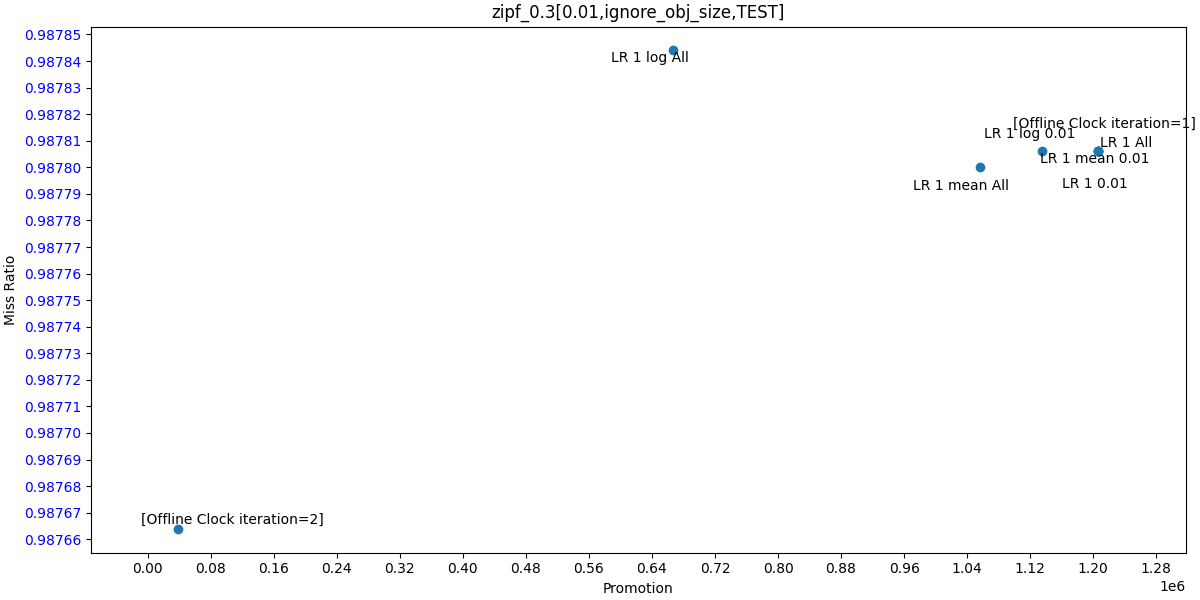 zipf_0.3[0.01,ignore_obj_size,TEST]
Miss Ratio
0.98785
0.98784
0.98783
0.98782
0.98781
0.98780
0.98779
0.98778
0.98777
0.98776
0.98775
0.98774
0.98773
0.98772
0.98771
0.98770
0.98769
0.98768
0.98767
0.98766
LR 1 log All
[Offline Clock iteration=1]
LR 1 log 0.01
LR 1 All
LR 1 mean 0.01
LR 1 mean All
LR 1 0.01
[Offline Clock iteration=2]
0.00 0.08 0.16 0.24 0.32 0.40 0.48 0.56 0.64 0.72 0.80 0.88 0.96 1.04 1.12 1.20 1.28
1e6
Promotion